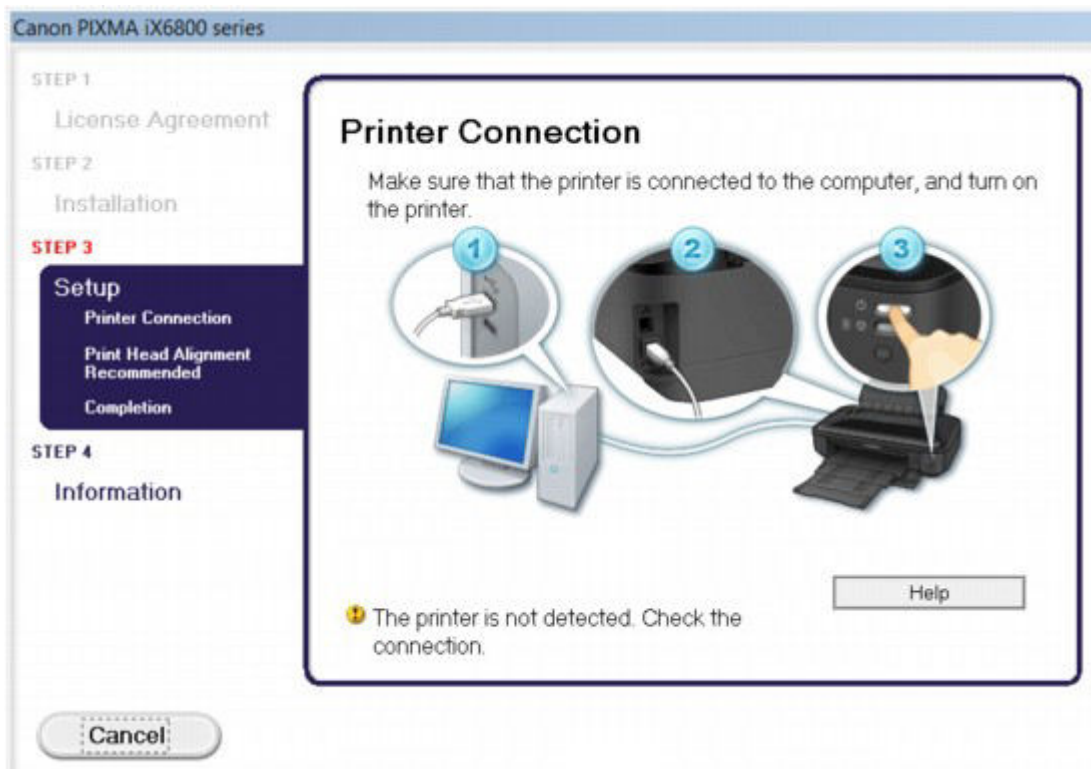 Canon PIXMA iX6800 series
STEP 1
License Agreement
STEP 2
Installation
STEP 3
Setup
Printer Connection
Print Head Alignment
Recommended
Completion
STEP 4
Information
Cancel
Printer Connection
Make sure that the printer is connected to the computer, and turn on
the printer.
1
2
3
Help
The printer is not detected. Check the
connection.